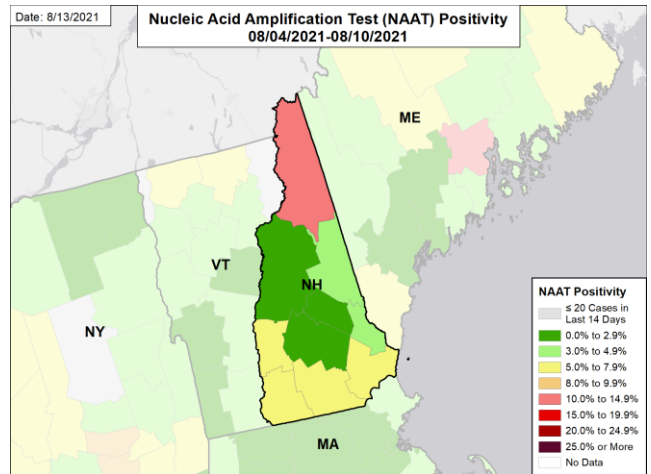 Date: 8/13/2021
Nucleic Acid Amplification Test (NAAT) Positivity
08/04/2021-08/10/2021
ME
VT
NH
NY
MA
NAAT Positivity
≤ 20 Cases in
Last 14 Days
0.0% to 2.9%
3.0% to 4.9%
5.0% to 7.9%
8.0% to 9.9%
10.0% to 14.9%
15.0% to 19.9%
20.0% to 24.9%
25.0% or More
No Data